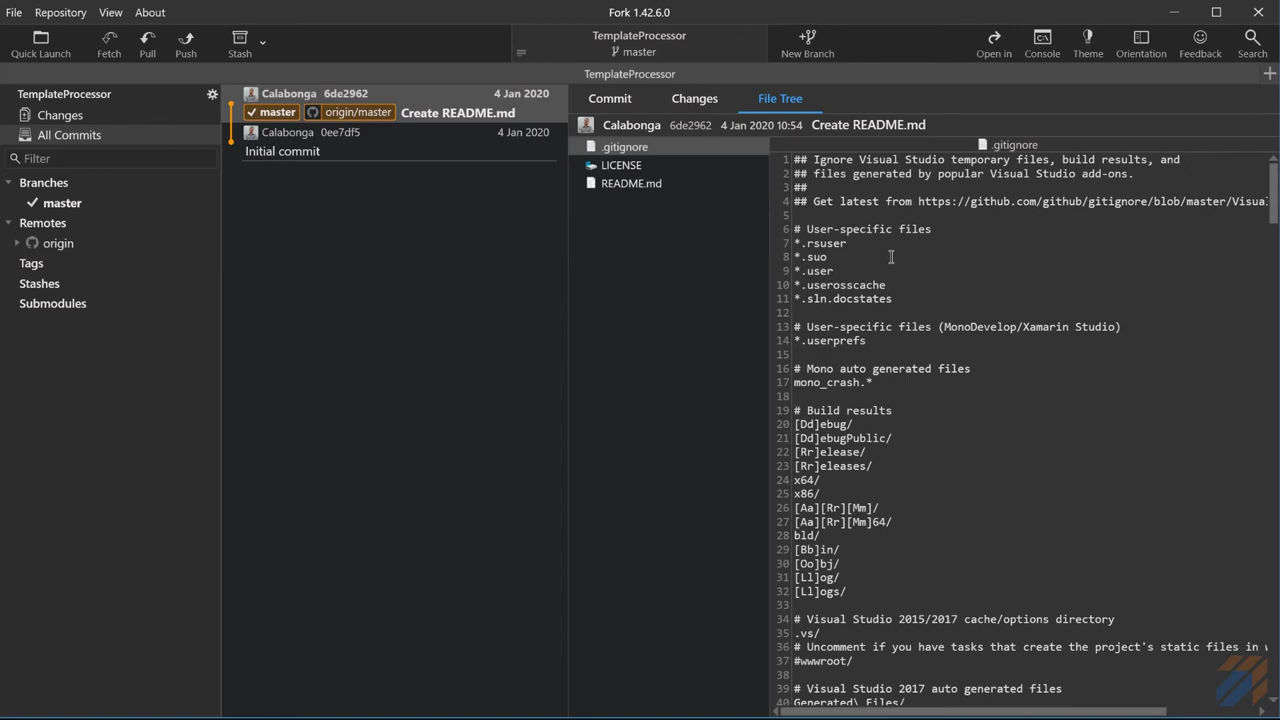 File Repository View About Fork 1.42.6.0
Quick Launch Fetch Pull Push Stash TemplateProcessor master New Branch Open in Console Theme Orientation Feedback Search
TemplateProcessor
TemplateProcessor
Changes
All Commits
Filter
Branches
master
Remotes
origin
Tags
Stashes
Submodules
Calabonga 6de2962 4 Jan 2020
master origin/master Create README.md
Calabonga 0ee7df5 4 Jan 2020
Initial commit
Commit Changes File Tree
Calabonga 6de2962 4 Jan 2020 10:54 Create README.md
.gitignore
LICENSE
README.md
.gitignore
1 ## Ignore Visual Studio temporary files, build results, and
2 ## files generated by popular Visual Studio add-ons.
3 ##
4 ## Get latest from https://github.com/github/gitignore/blob/master/Visual
5
6 # User-specific files
7 *.rsuser
8 *.suo
9 *.user
10 *.userosscache
11 *.sln.docstates
12
13 # User-specific files (MonoDevelop/Xamarin Studio)
14 *.userprefs
15
16 # Mono auto generated files
17 mono_crash.*
18
19 # Build results
20 [Dd]ebug/
21 [Dd]ebugPublic/
22 [Rr]elease/
23 [Rr]eleases/
24 x64/
25 x86/
26 [Aa][Rr][Mm]/
27 [Aa][Rr][Mm]64/
28 bld/
29 [Bb]in/
30 [Oo]bj/
31 [Ll]og/
32 [Ll]ogs/
33
34 # Visual Studio 2015/2017 cache/options directory
35 .vs/
36 # Uncomment if you have tasks that create the project's static files in
37 #wwwroot/
38
39 # Visual Studio 2017 auto generated files
40 Generated\ Files/